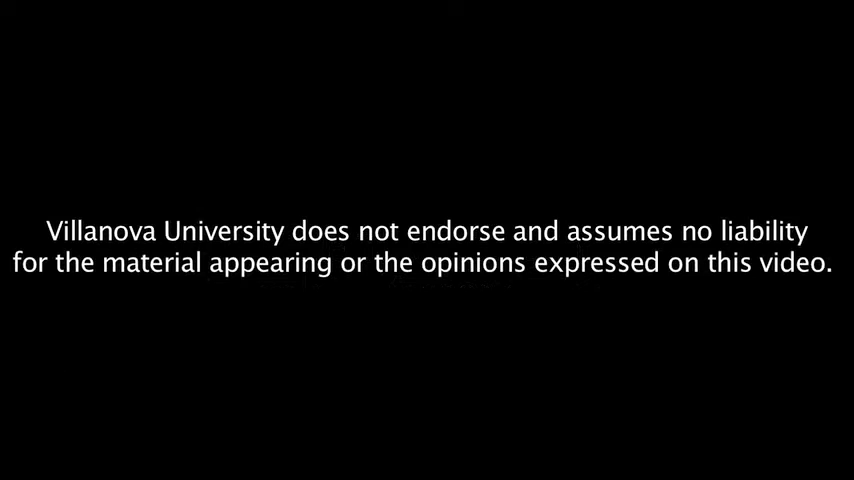 Villanova University does not endorse and assumes no liability
for the material appearing or the opinions expressed on this video.